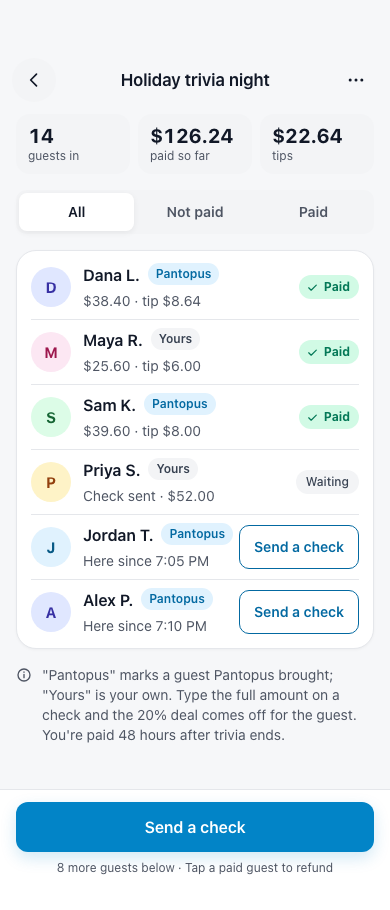 Holiday trivia night
14
guests in
$126.24
paid so far
$22.64
tips
All
Not paid
Paid
D
Dana L.
Pantopus
$38.40 · tip $8.64
Paid
M
Maya R.
Yours
$25.60 · tip $6.00
Paid
S
Sam K.
Pantopus
$39.60 · tip $8.00
Paid
P
Priya S.
Yours
Check sent · $52.00
Waiting
J
Jordan T.
Pantopus
Here since 7:05 PM
Send a check
A
Alex P.
Pantopus
Here since 7:10 PM
Send a check
"Pantopus" marks a guest Pantopus brought;
"Yours" is your own. Type the full amount on a
check and the 20% deal comes off for the guest.
You're paid 48 hours after trivia ends.
Send a check
8 more guests below · Tap a paid guest to refund